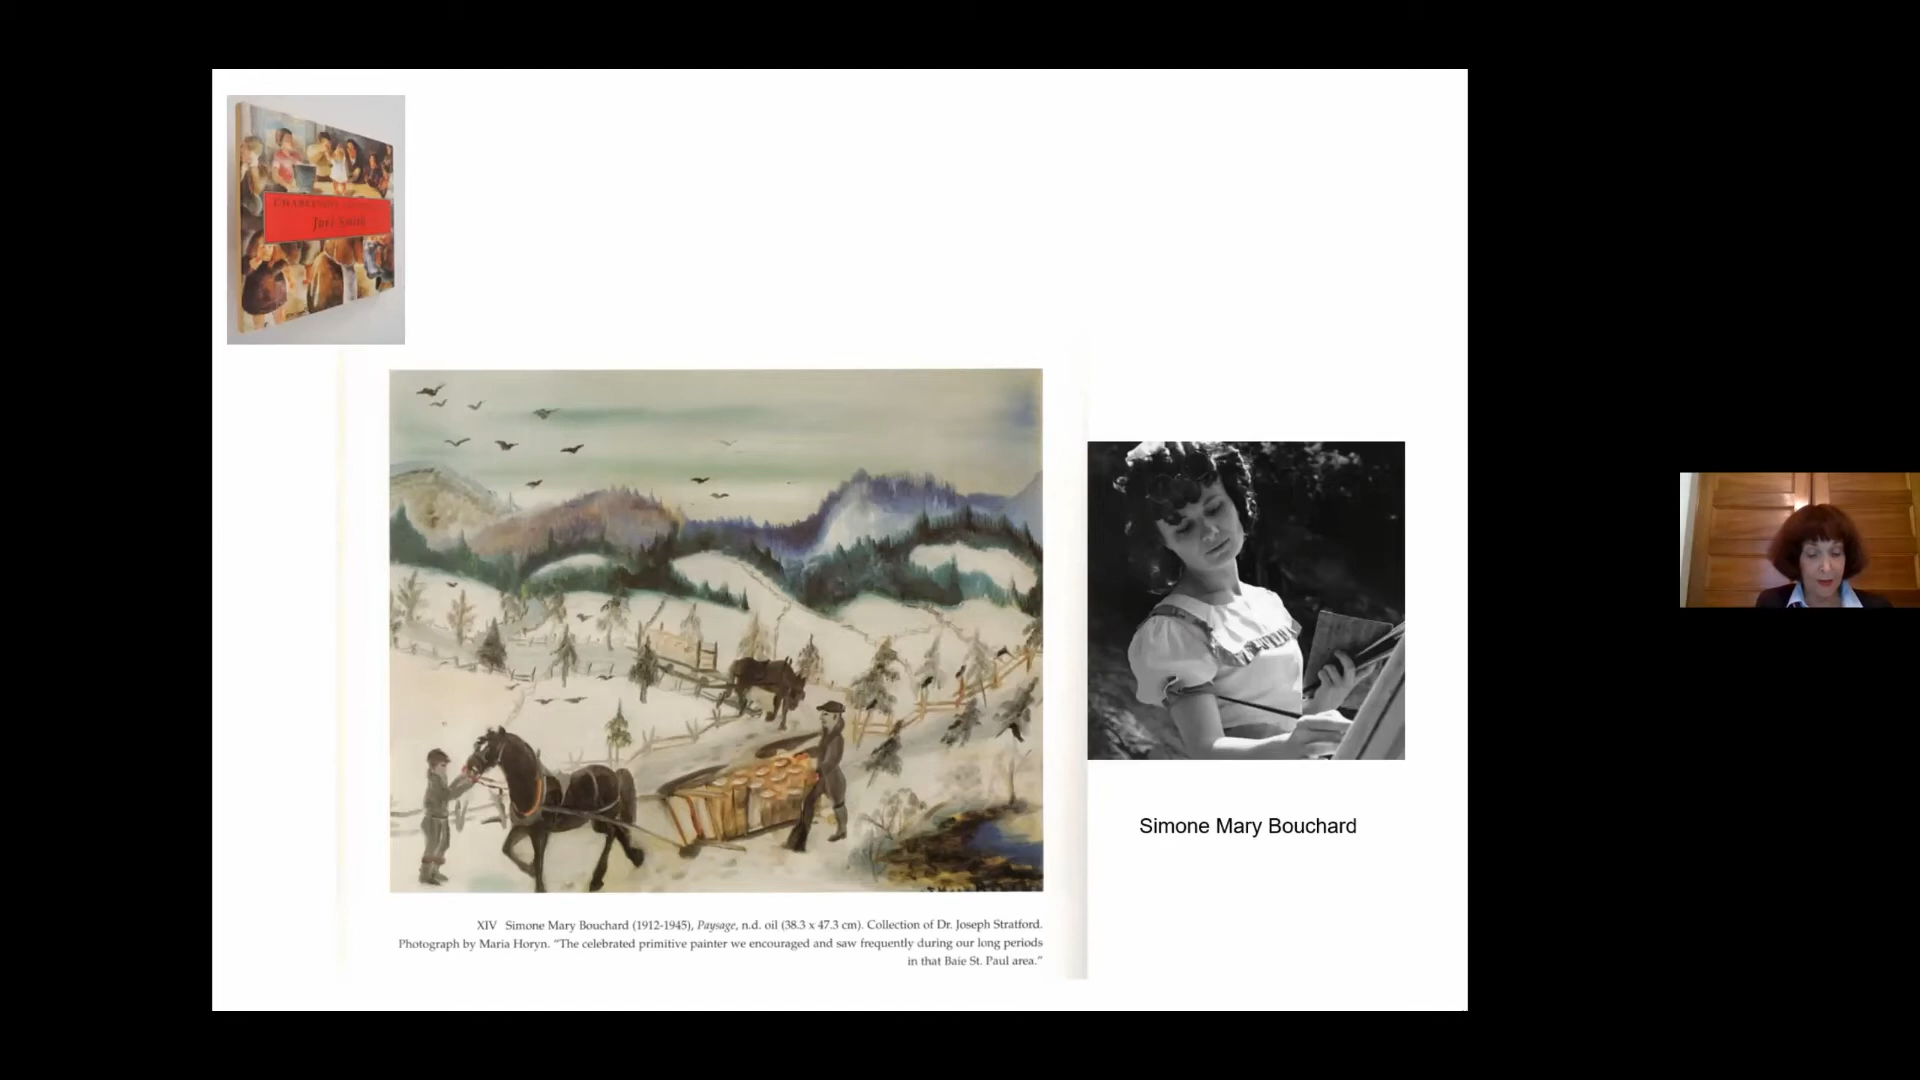 Jori Smith
XIV Simone Mary Bouchard (1912-1945), Paysage, n.d. oil (38.3 x 47.3 cm). Collection of Dr. Joseph Stratford.
Photograph by Maria Horyn. “The celebrated primitive painter we encouraged and saw frequently during our long periods
in that Baie St. Paul area.”
Simone Mary Bouchard